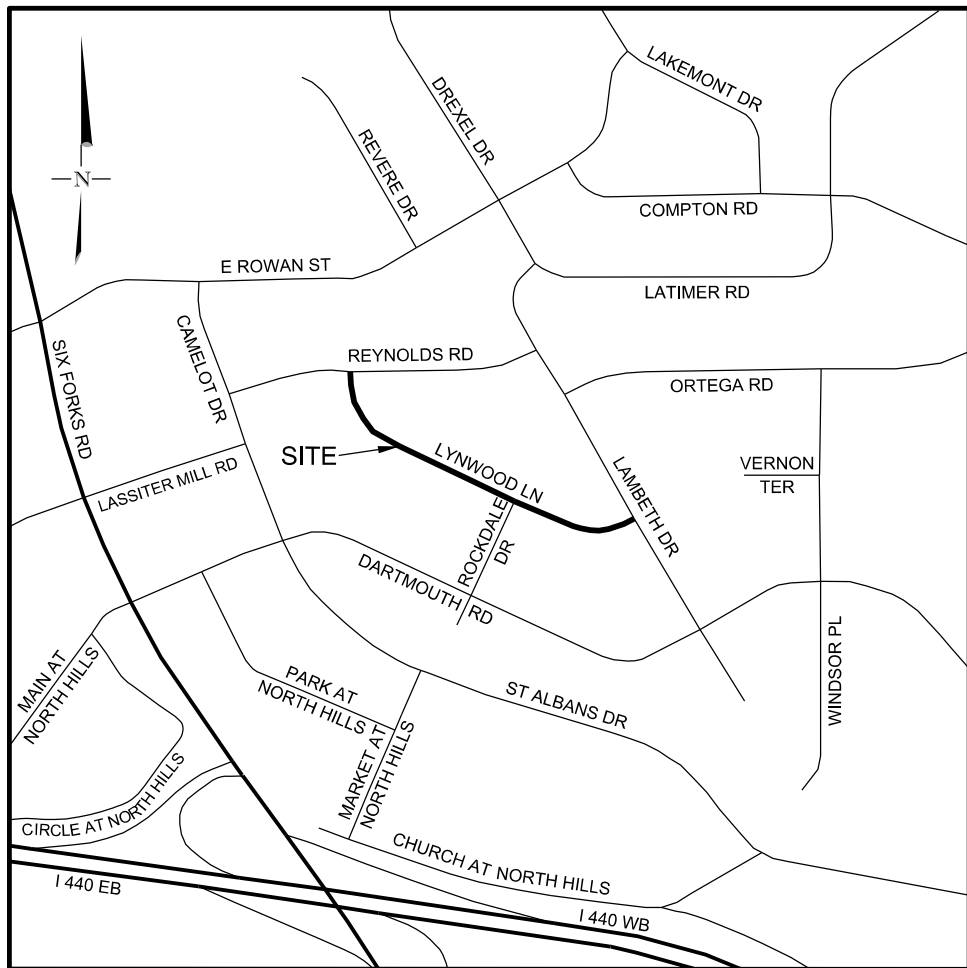 LAKEMONT DR
DREXEL DR
REVERE DR
N
COMPTON RD
E ROWAN ST
LATIMER RD
CAMELOT DR
REYNOLDS RD
SIX FORKS RD
ORTEGA RD
SITE
LYNWOOD LN
LASSITER MILL RD
VERNON
TER
LAMBETH DR
ROCKDALE
DR
DARTMOUTH RD
MAIN AT
NORTH HILLS
PARK AT
NORTH HILLS
ST ALBANS DR
WINDSOR PL
MARKET AT
NORTH HILLS
CIRCLE AT NORTH HILLS
CHURCH AT NORTH HILLS
I 440 EB
I 440 WB